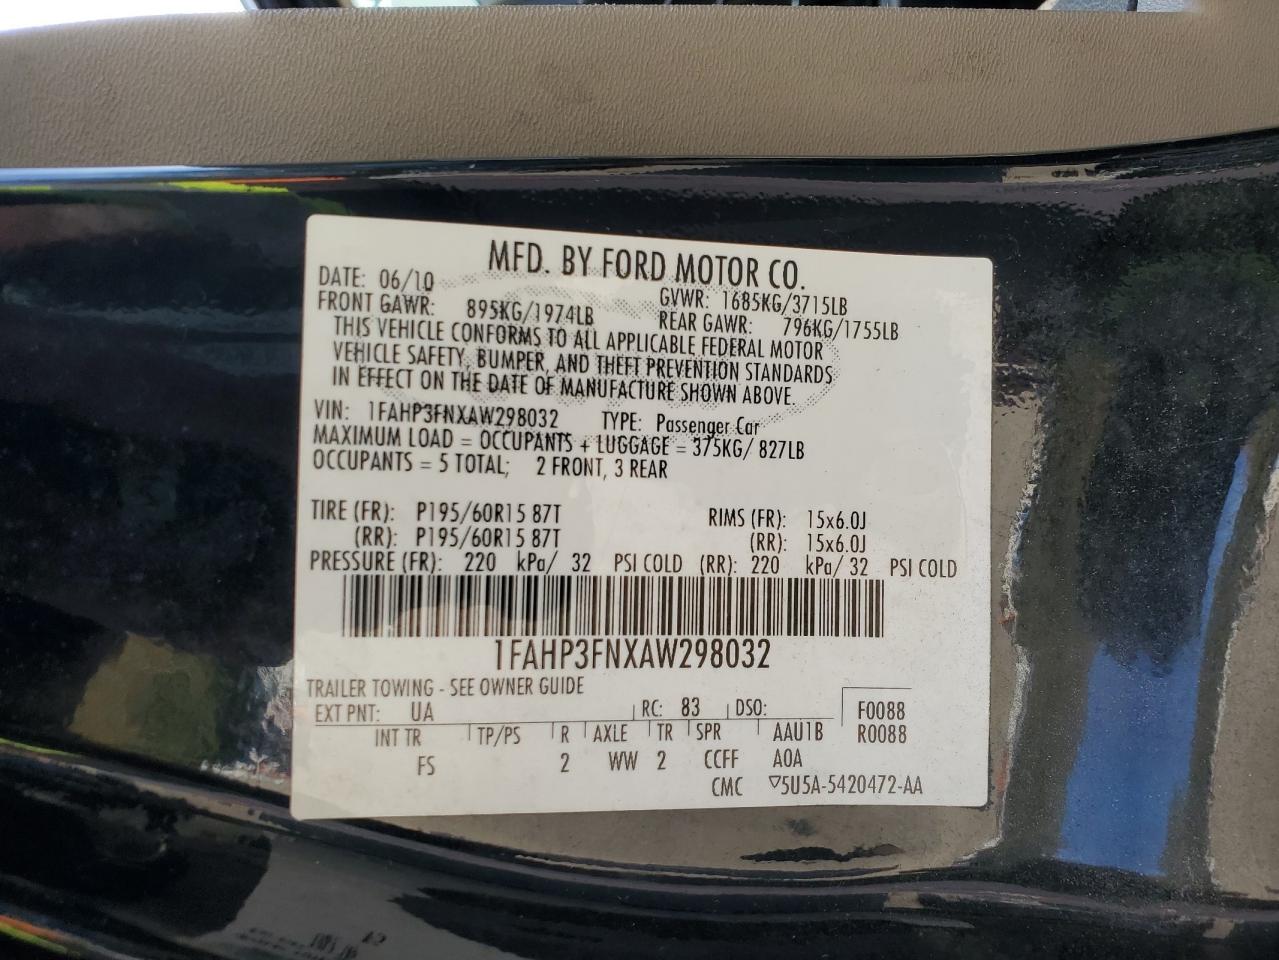 MFD. BY FORD MOTOR CO.
DATE: 06/10 GVWR: 1685KG/3715LB
FRONT GAWR: 895KG/1974LB REAR GAWR: 796KG/1755LB
THIS VEHICLE CONFORMS TO ALL APPLICABLE FEDERAL MOTOR
VEHICLE SAFETY, BUMPER, AND THEFT PREVENTION STANDARDS
IN EFFECT ON THE DATE OF MANUFACTURE SHOWN ABOVE.
VIN: 1FAHP3FNXAW298032 TYPE: Passenger Car
MAXIMUM LOAD = OCCUPANTS + LUGGAGE = 375KG/ 827LB
OCCUPANTS = 5 TOTAL; 2 FRONT, 3 REAR
TIRE (FR): P195/60R15 87T RIMS (FR): 15x6.0J
(RR): P195/60R15 87T (RR): 15x6.0J
PRESSURE (FR): 220 kPa/ 32 PSI COLD (RR): 220 kPa/ 32 PSI COLD
1FAHP3FNXAW298032
TRAILER TOWING - SEE OWNER GUIDE
EXT PNT: UA RC: 83 DSO: F0088
INT TR TP/PS R AXLE TR SPR AAU1B R0088
FS 2 WW 2 CCFF AOA
CMC ▽5U5A-5420472-AA